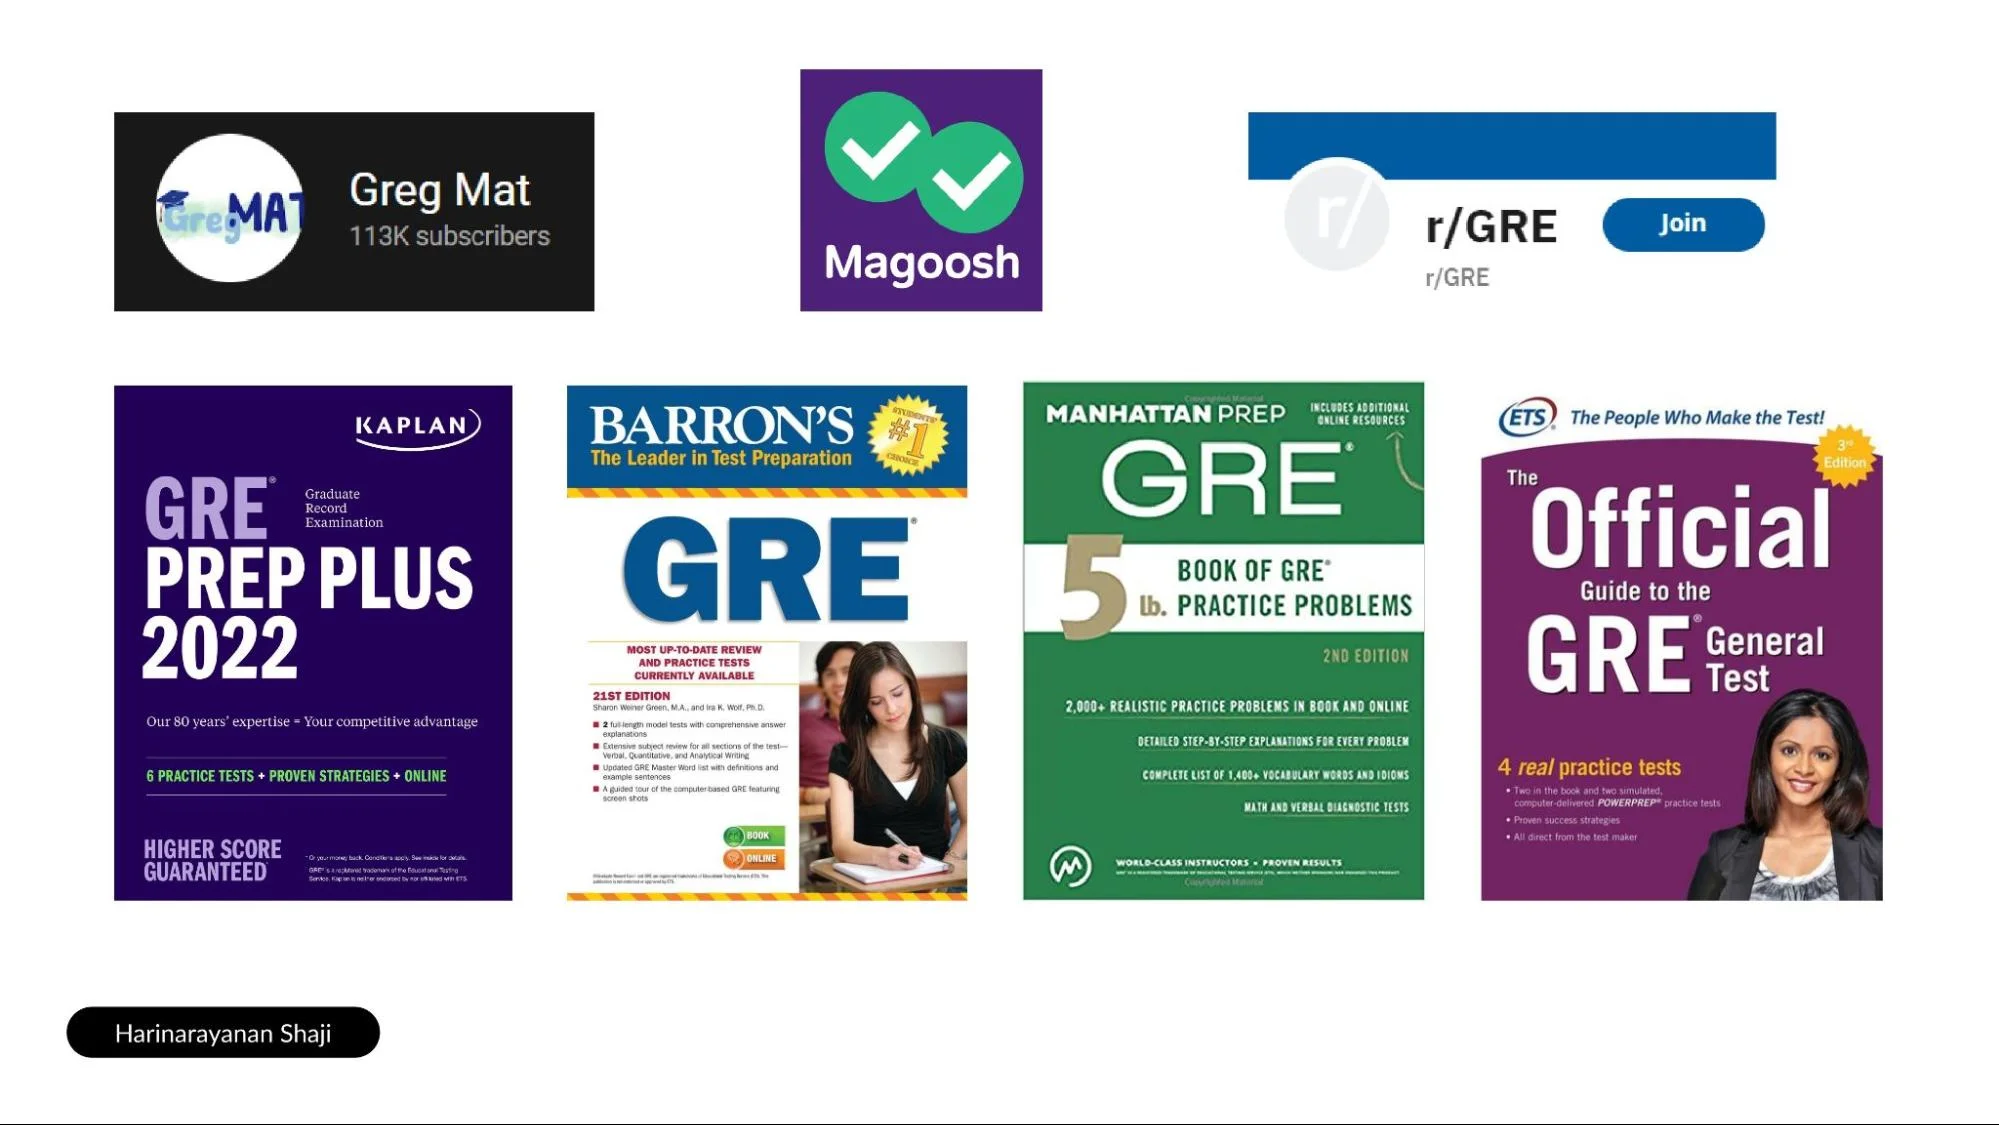 GregMAT
Greg Mat
113K subscribers
Magoosh
r/
r/GRE
Join
r/GRE
KAPLAN
GRE®
Graduate
Record
Examination
PREP PLUS
2022
Our 80 years' expertise = Your competitive advantage
6 PRACTICE TESTS + PROVEN STRATEGIES + ONLINE
HIGHER SCORE
GUARANTEED
* Or your money back. Conditions apply. See inside for details.
GRE® is a registered trademark of the Educational Testing
Service. Kaplan is neither endorsed by nor affiliated with ETS.
BARRON'S
The Leader in Test Preparation
STUDENTS'
#1
CHOICE
GRE®
MOST UP-TO-DATE REVIEW
AND PRACTICE TESTS
CURRENTLY AVAILABLE
21ST EDITION
Sharon Weiner Green, M.A., and Ira K. Wolf, Ph.D.
2 full-length model tests with comprehensive answer
explanations
Extensive subject review for all sections of the test—
Verbal, Quantitative, and Analytical Writing
Updated GRE Master Word list with definitions and
example sentences
A guided tour of the computer-based GRE featuring
screen shots
BOOK
ONLINE
Copyrighted Material
MANHATTAN PREP
INCLUDES ADDITIONAL
ONLINE RESOURCES
GRE®
5 lb.
BOOK OF GRE®
PRACTICE PROBLEMS
2ND EDITION
2,000+ REALISTIC PRACTICE PROBLEMS IN BOOK AND ONLINE
DETAILED STEP-BY-STEP EXPLANATIONS FOR EVERY PROBLEM
COMPLETE LIST OF 1,400+ VOCABULARY WORDS AND IDIOMS
MATH AND VERBAL DIAGNOSTIC TESTS
WORLD-CLASS INSTRUCTORS • PROVEN RESULTS
Copyrighted Material
ETS®
The People Who Make the Test!
3rd
Edition
The
Official
Guide to the
GRE®
General
Test
4 real practice tests
• Two in the book and two simulated,
computer-delivered POWERPREP® practice tests
• Proven success strategies
• All direct from the test maker
Harinarayanan Shaji